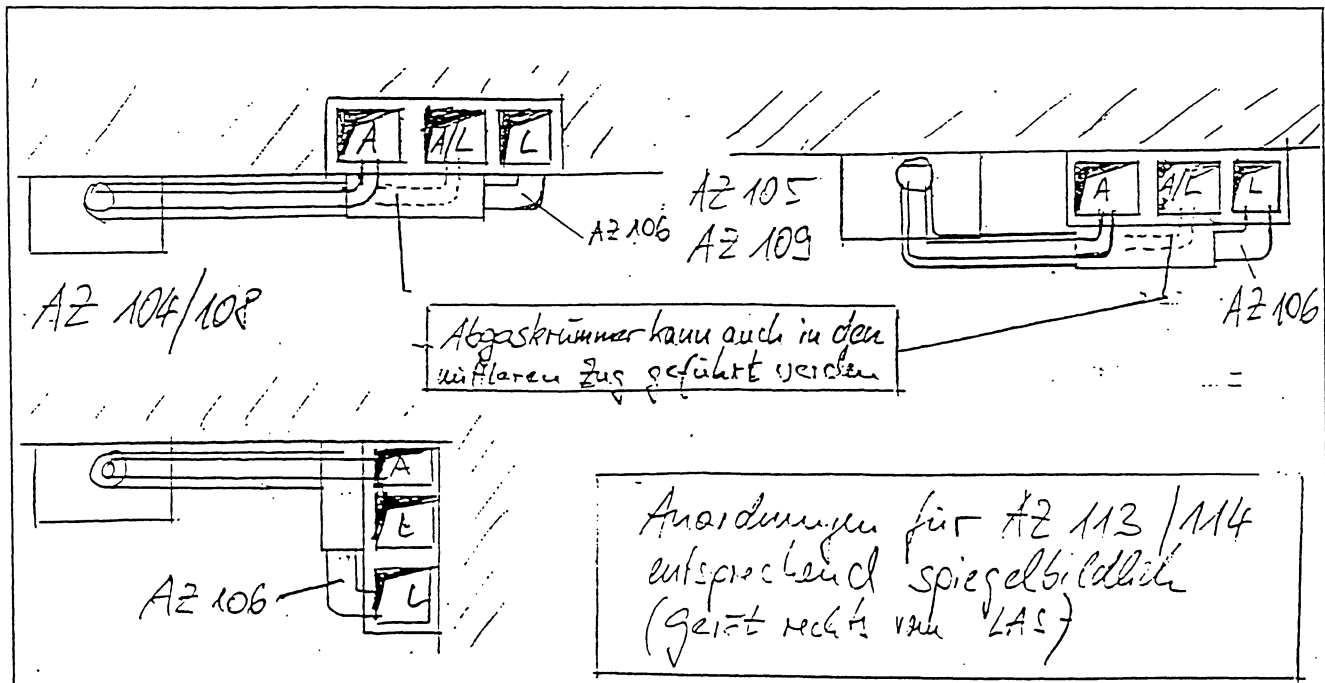 A
A/L
L
AZ 106
AZ 104/108
AZ 105
AZ 109
A
A/L
L
AZ 106
Abgaskrümmer kann auch in den
mittleren Zug geführt werden
A
L
L
AZ 106
Anordnungen für AZ 113/114
entsprechend spiegelbildlich
(Gerät rechts vom LAS)